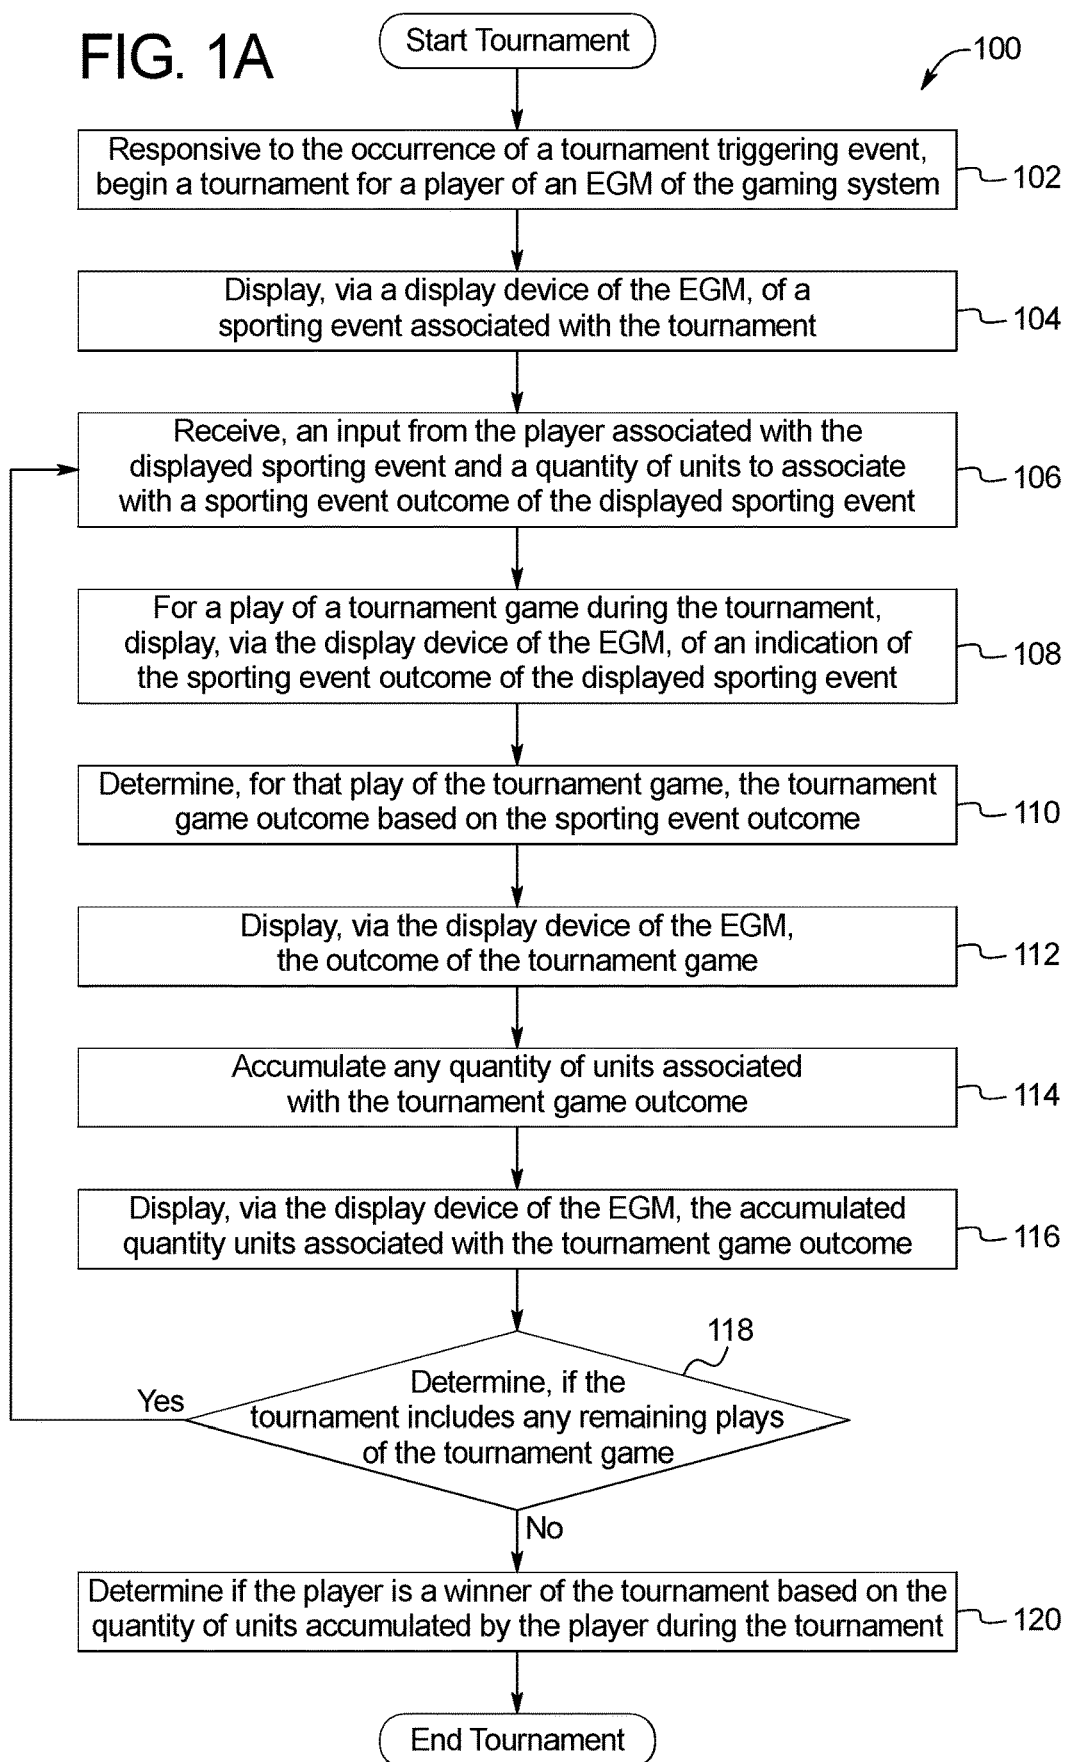 FIG. 1A
Start Tournament
100
Responsive to the occurrence of a tournament triggering event,
begin a tournament for a player of an EGM of the gaming system
102
Display, via a display device of the EGM, of a
sporting event associated with the tournament
104
Receive, an input from the player associated with the
displayed sporting event and a quantity of units to associate
with a sporting event outcome of the displayed sporting event
106
For a play of a tournament game during the tournament,
display, via the display device of the EGM, of an indication of
the sporting event outcome of the displayed sporting event
108
Determine, for that play of the tournament game, the tournament
game outcome based on the sporting event outcome
110
Display, via the display device of the EGM,
the outcome of the tournament game
112
Accumulate any quantity of units associated
with the tournament game outcome
114
Display, via the display device of the EGM, the accumulated
quantity units associated with the tournament game outcome
116
118
Determine, if the
tournament includes any remaining plays
of the tournament game
Yes
No
Determine if the player is a winner of the tournament based on the
quantity of units accumulated by the player during the tournament
120
End Tournament